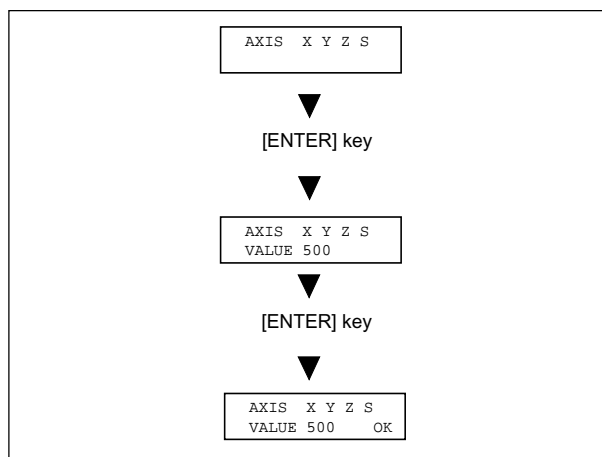 AXIS X Y Z S
[ENTER] key
AXIS X Y Z S
VALUE 500
[ENTER] key
AXIS X Y Z S
VALUE 500 OK